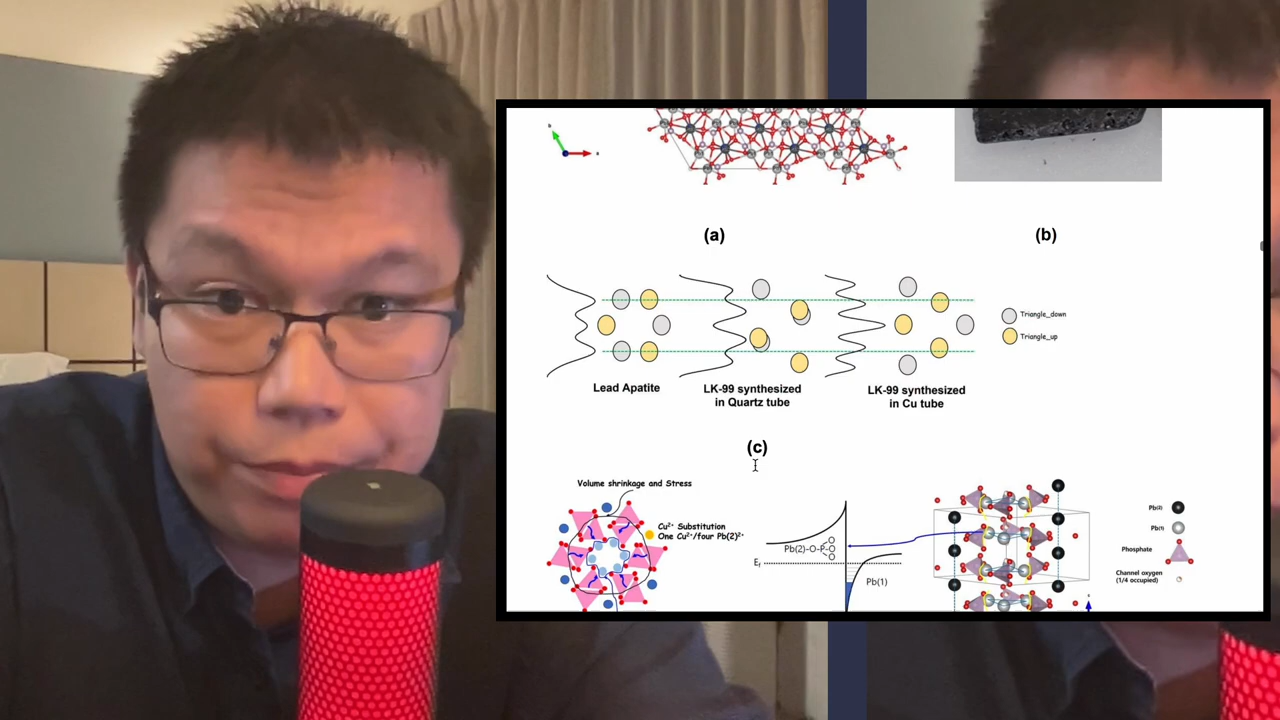 b
a
(a)
(b)
Triangle_down
Triangle_up
Lead Apatite
LK-99 synthesized
in Quartz tube
LK-99 synthesized
in Cu tube
(c)
Volume shrinkage and Stress
Cu²⁺ Substitution
One Cu²⁺/four Pb(2)²⁺
O
Pb(2)-O-P-O
O
Ef
Pb(1)
Pb(2)
Pb(1)
Phosphate
Channel oxygen
(1/4 occupied)
c